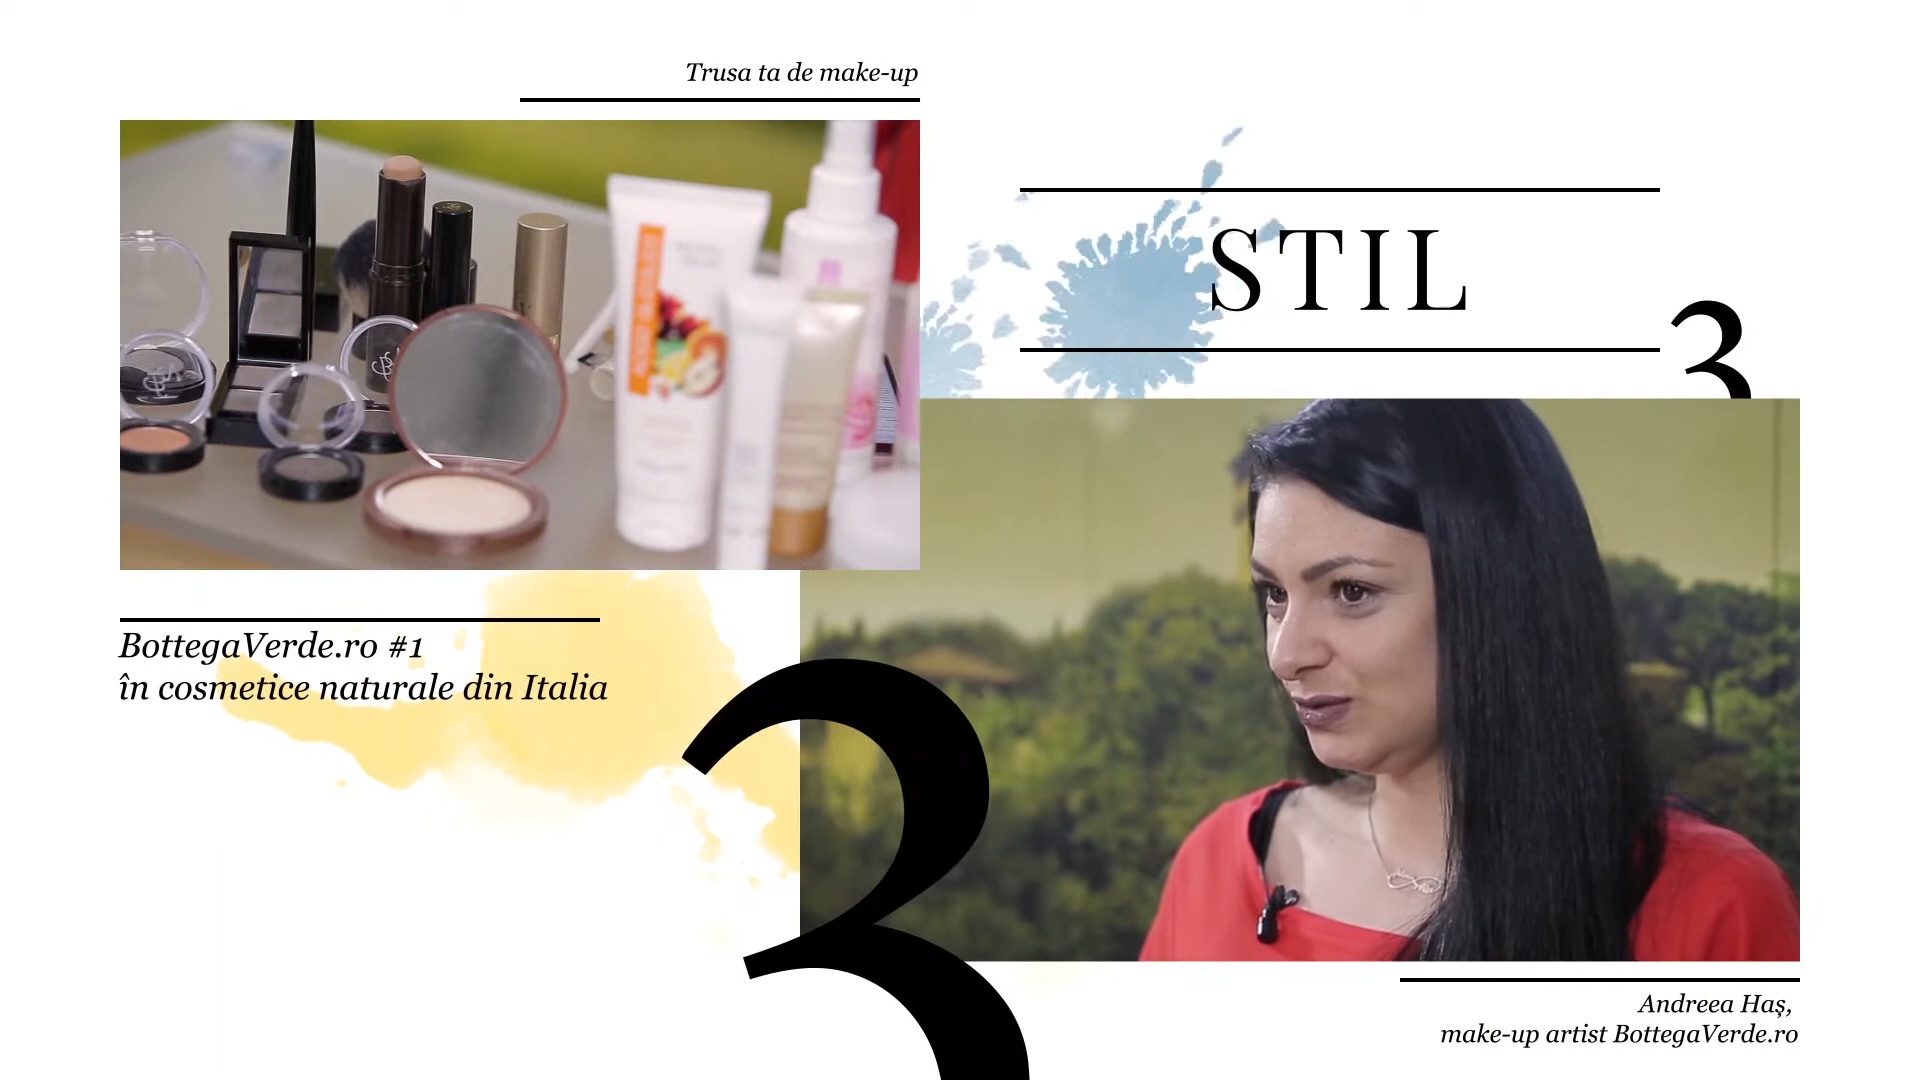 Trusa ta de make-up
STIL
3
BottegaVerde.ro #1
în cosmetice naturale din Italia
3
Andreea Haș,
make-up artist BottegaVerde.ro